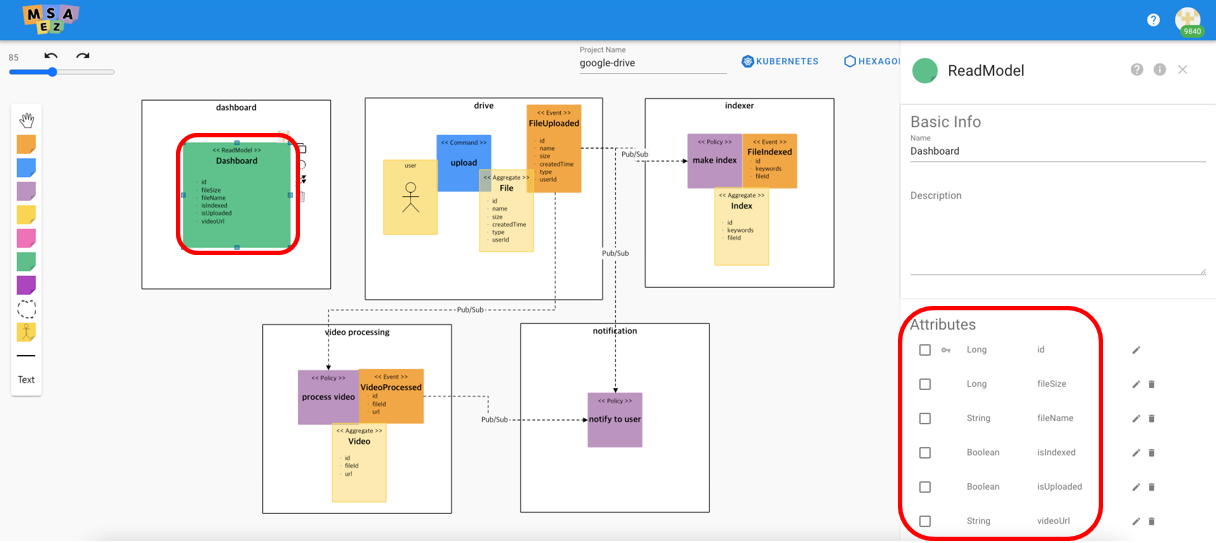 MSA
EZ
9840
85
Project Name
google-drive
KUBERNETES
HEXAGON
ReadModel
Basic Info
Name
Dashboard
Description
Attributes
Long id
Long fileSize
String fileName
Boolean isIndexed
Boolean isUploaded
String videoUrl
Text
dashboard
<< ReadModel >>
Dashboard
id
fileSize
fileName
isIndexed
isUploaded
videoUrl
drive
user
<< Command >>
upload
<< Event >>
FileUploaded
id
name
size
createdTime
type
userId
<< Aggregate >>
File
id
name
size
createdTime
type
userId
Pub/Sub
Pub/Sub
Pub/Sub
indexer
<< Policy >>
make index
<< Event >>
FileIndexed
id
keywords
fileId
<< Aggregate >>
Index
id
keywords
fileId
video processing
<< Policy >>
process video
<< Event >>
VideoProcessed
id
fileId
url
<< Aggregate >>
Video
id
fileId
url
Pub/Sub
notification
<< Policy >>
notify to user